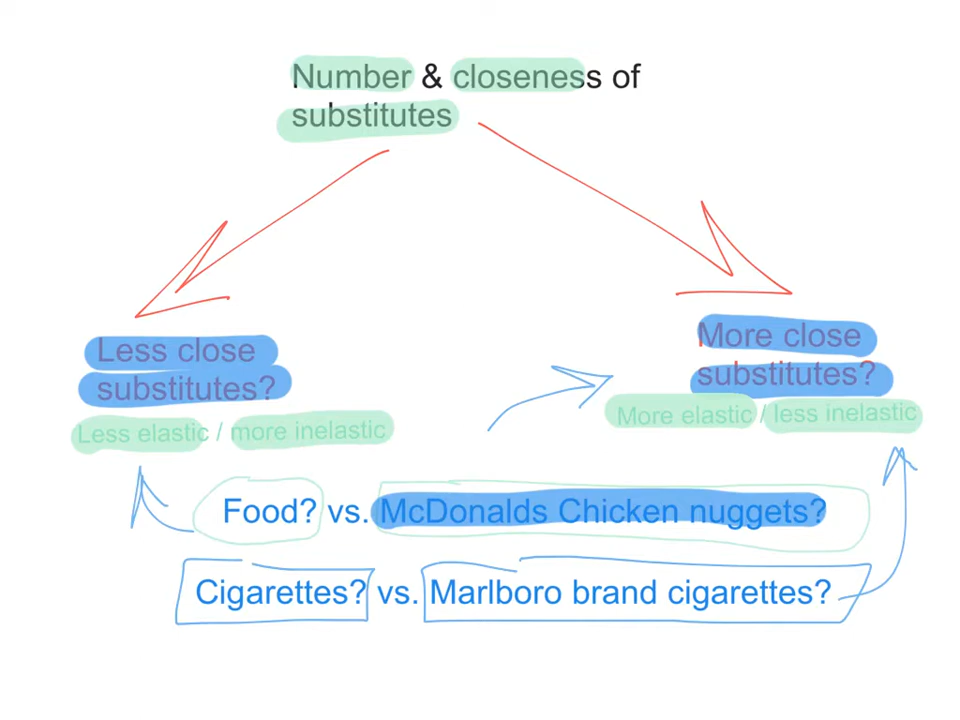 Number & closeness of
substitutes
Less close
substitutes?
Less elastic / more inelastic
More close
substitutes?
More elastic / less inelastic
Food? vs. McDonalds Chicken nuggets?
Cigarettes? vs. Marlboro brand cigarettes?